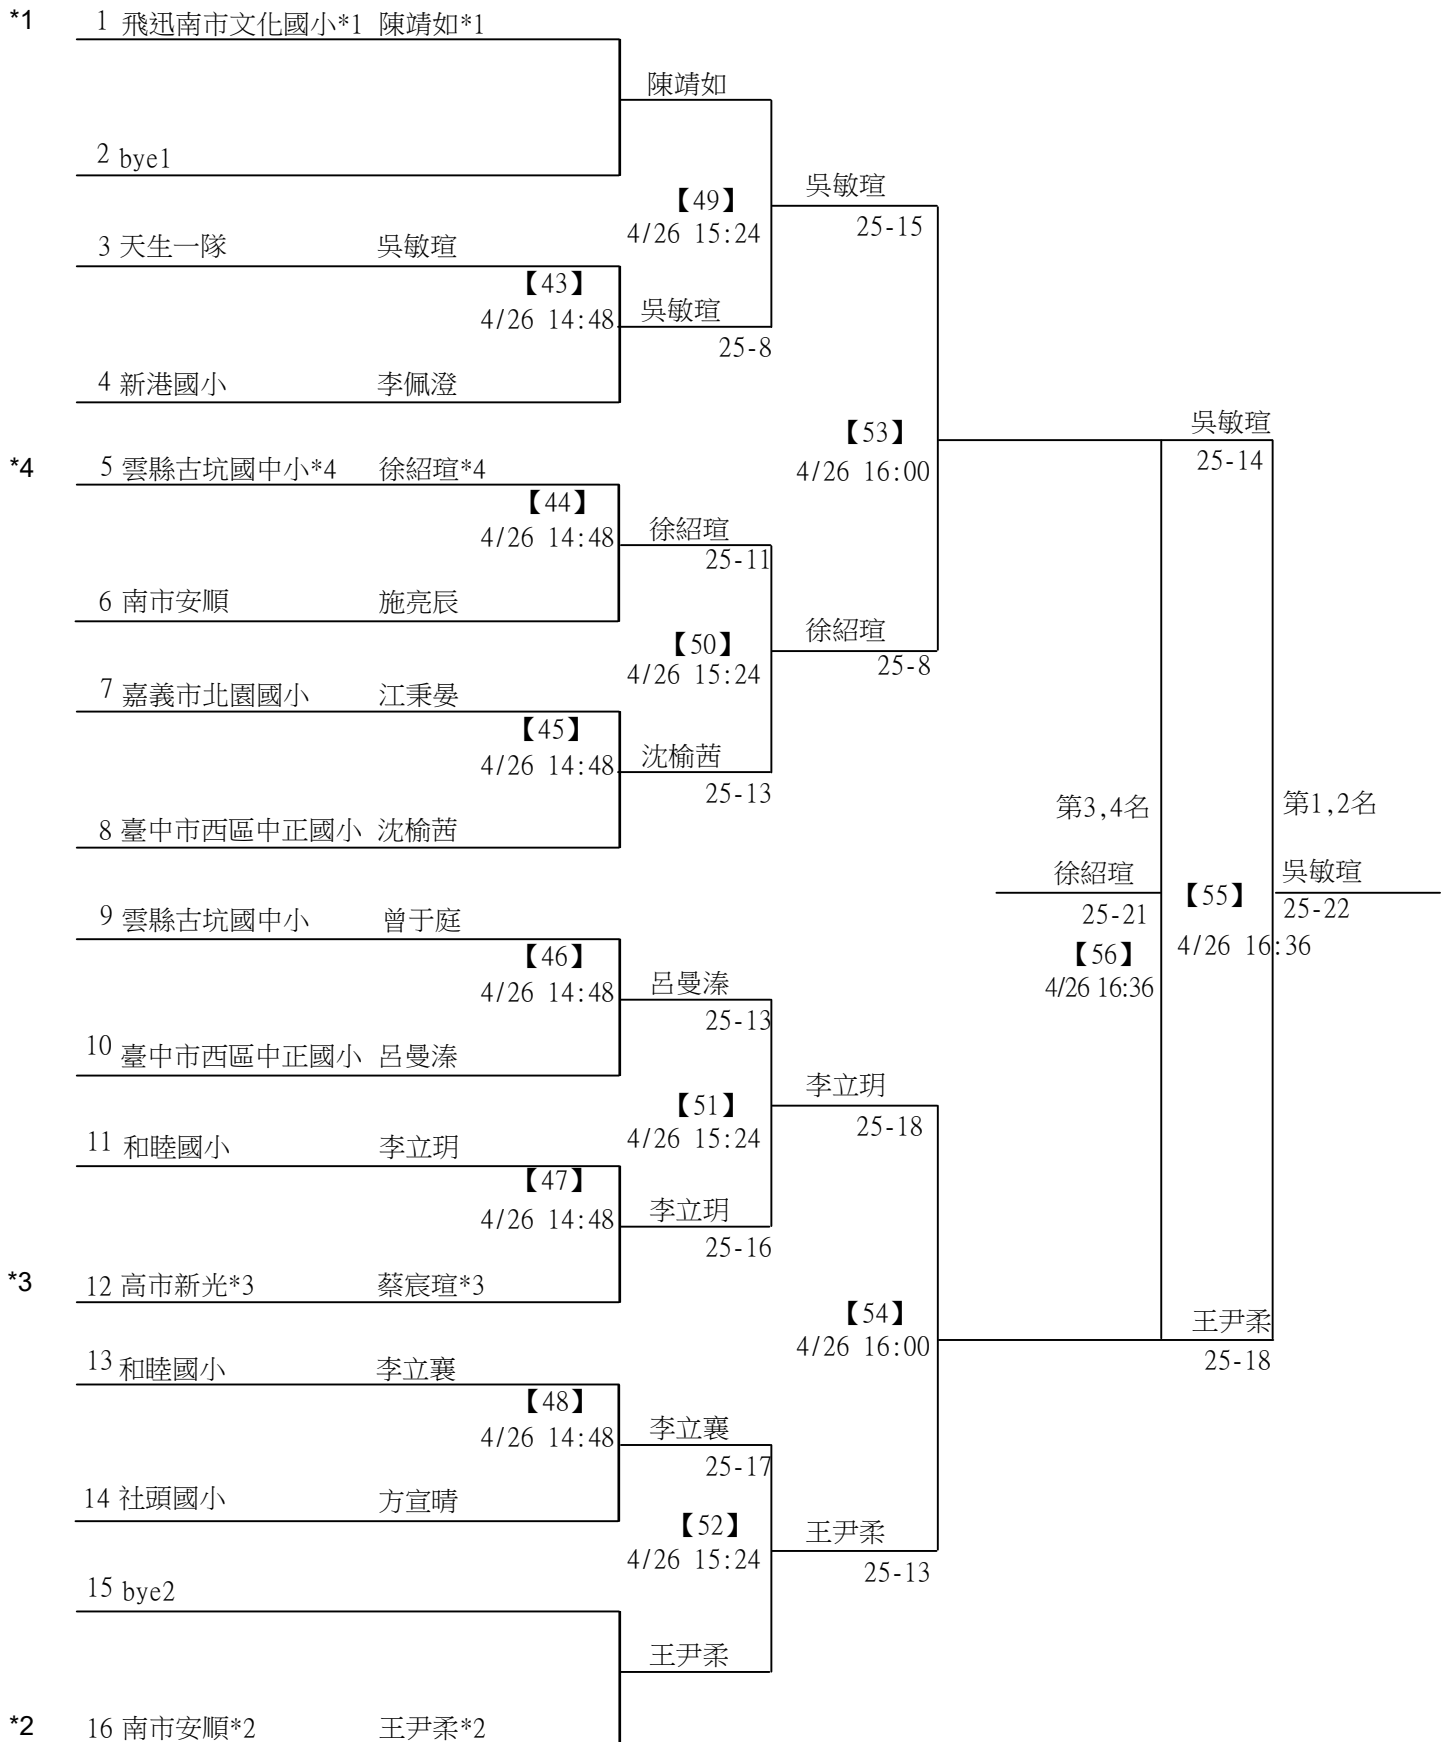 *1 1 飛迅南市文化國小*1 陳靖如*1
陳靖如
2 bye1
吳敏瑄
【49】
25-15
4/26 15:24
3 天生一隊 吳敏瑄
【43】
4/26 14:48
吳敏瑄
25-8
4 新港國小 李佩澄
吳敏瑄
【53】
25-14
4/26 16:00
*4 5 雲縣古坑國中小*4 徐紹瑄*4
【44】
4/26 14:48
徐紹瑄
25-11
6 南市安順 施亮辰
徐紹瑄
【50】
25-8
4/26 15:24
7 嘉義市北園國小 江秉晏
【45】
4/26 14:48
沈榆茜
25-13
第3,4名
第1,2名
8 臺中市西區中正國小 沈榆茜
徐紹瑄
吳敏瑄
【55】
25-21
25-22
9 雲縣古坑國中小 曾于庭
4/26 16:36
【56】
4/26 16:36
【46】
4/26 14:48
呂曼溱
25-13
10 臺中市西區中正國小 呂曼溱
李立玥
【51】
25-18
4/26 15:24
11 和睦國小 李立玥
【47】
4/26 14:48
李立玥
25-16
*3 12 高市新光*3 蔡宸瑄*3
【54】
王尹柔
4/26 16:00
25-18
13 和睦國小 李立襄
【48】
4/26 14:48
李立襄
25-17
14 社頭國小 方宣晴
【52】
王尹柔
4/26 15:24
25-13
15 bye2
王尹柔
*2 16 南市安順*2 王尹柔*2